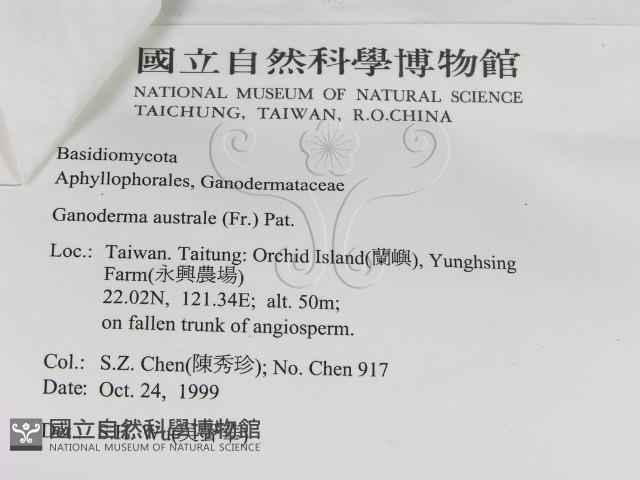 國立自然科學博物館
NATIONAL MUSEUM OF NATURAL SCIENCE
TAICHUNG, TAIWAN, R.O.CHINA
Basidiomycota
Aphyllophorales, Ganodermataceae
Ganoderma australe (Fr.) Pat.
Loc.: Taiwan. Taitung: Orchid Island(蘭嶼), Yunghsing
Farm(永興農場)
22.02N, 121.34E; alt. 50m;
on fallen trunk of angiosperm.
Col.: S.Z. Chen(陳秀珍); No. Chen 917
Date: Oct. 24, 1999
S.H. Wu(
國立自然科學博物館
NATIONAL MUSEUM OF NATURAL SCIENCE